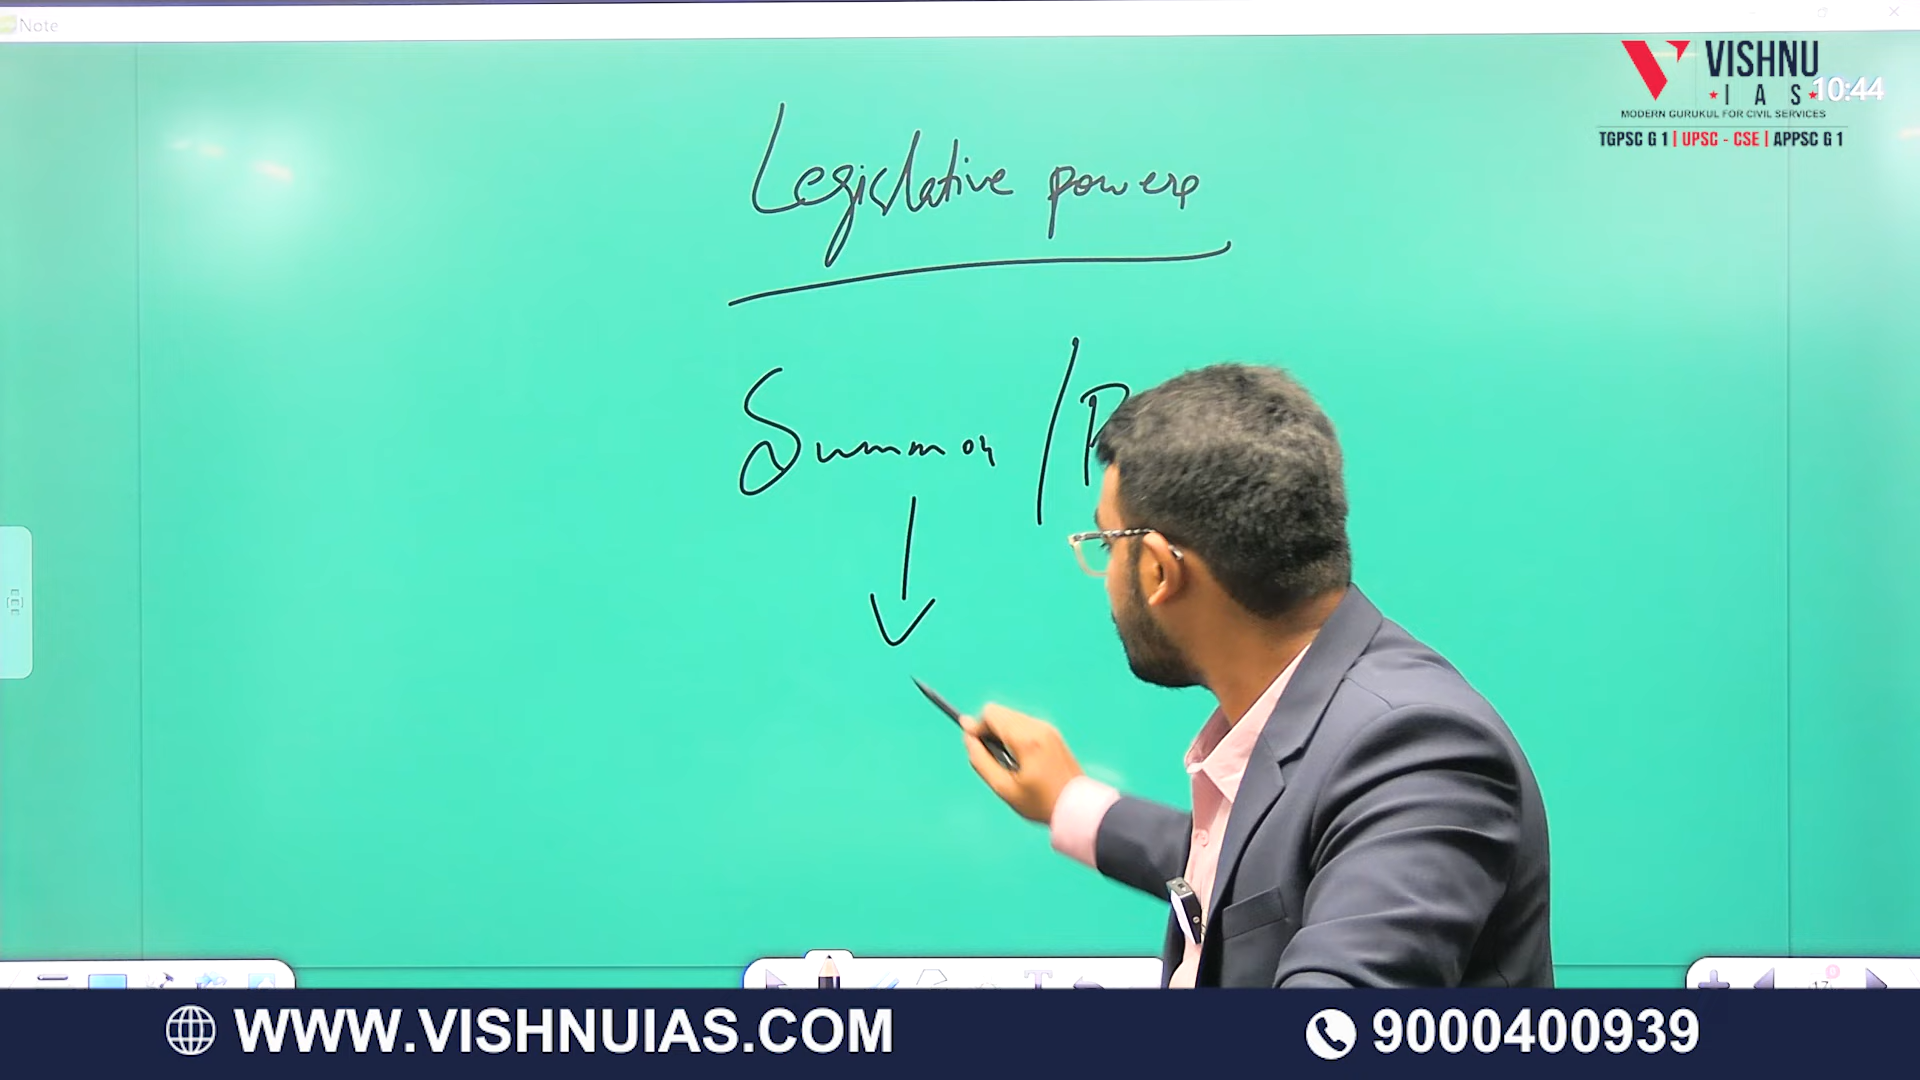 Note
VISHNU
IAS
10:44
MODERN GURUKUL FOR CIVIL SERVICES
TGPSC G 1 | UPSC - CSE | APPSC G 1
Legislative powers
Summon /
WWW.VISHNUIAS.COM
9000400939